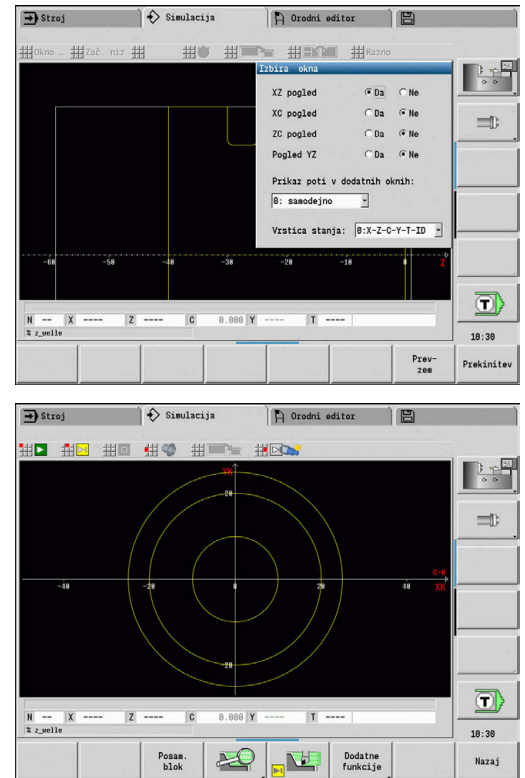 Stroj Simulacija Orodni editor
Okno … Zač. niz Razno
Izbira okna
XZ pogled Da Ne
XC pogled Da Ne
ZC pogled Da Ne
Pogled YZ Da Ne
Prikaz poti v dodatnih oknih:
0: samodejno
Vrstica stanja: 0:X-Z-C-Y-T-ID
-60 -50 -40 -30 -20 -10 0 Z
N -- X ---- Z ---- C 0.000 Y ---- T ----
% z_welle
T
10:30
Prev-
zem
Prekinitev
Stroj Simulacija Orodni editor
YK
20
C=0
-40 -20 0 20 40 XK
-20
N -- X ---- Z ---- C 0.000 Y ---- T ----
% z_welle
T
10:30
Posam.
blok
Dodatne
funkcije
Nazaj